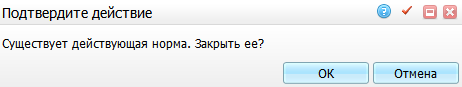 Подтвердите действие
Существует действующая норма. Закрыть ее?
ОК
Отмена